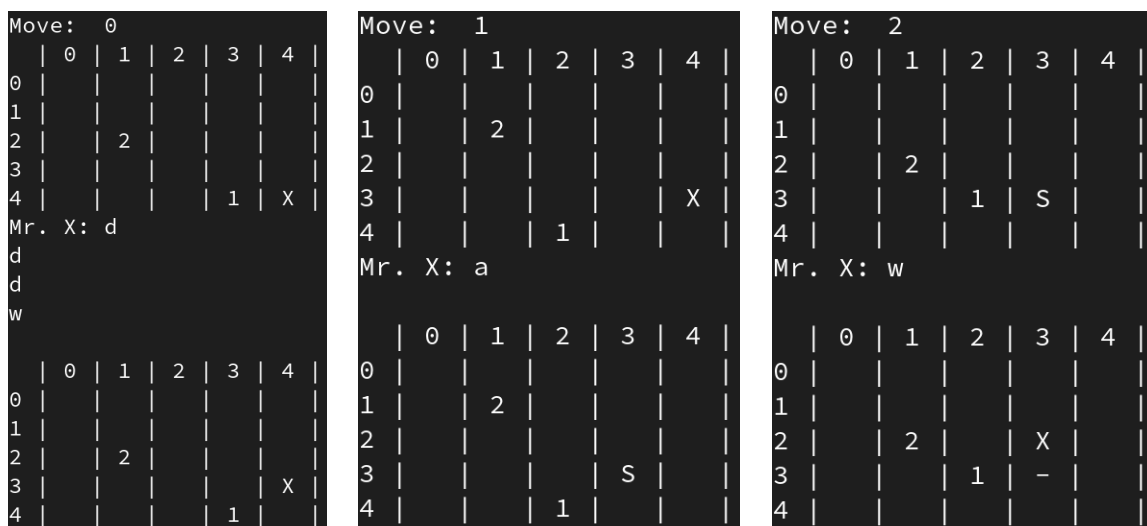 Move:  0
  | 0 | 1 | 2 | 3 | 4 |
0 |   |   |   |   |   |
1 |   |   |   |   |   |
2 |   | 2 |   |   |   |
3 |   |   |   |   |   |
4 |   |   |   | 1 | X |
Mr. X: d
d
d
w
  | 0 | 1 | 2 | 3 | 4 |
0 |   |   |   |   |   |
1 |   |   |   |   |   |
2 |   | 2 |   |   |   |
3 |   |   |   |   | X |
4 |   |   |   | 1 |   |
Move:  1
  | 0 | 1 | 2 | 3 | 4 |
0 |   |   |   |   |   |
1 |   | 2 |   |   |   |
2 |   |   |   |   |   |
3 |   |   |   |   | X |
4 |   |   | 1 |   |   |
Mr. X: a
  | 0 | 1 | 2 | 3 | 4 |
0 |   |   |   |   |   |
1 |   | 2 |   |   |   |
2 |   |   |   |   |   |
3 |   |   |   | S |   |
4 |   |   | 1 |   |   |
Move:  2
  | 0 | 1 | 2 | 3 | 4 |
0 |   |   |   |   |   |
1 |   |   |   |   |   |
2 |   | 2 |   |   |   |
3 |   |   | 1 | S |   |
4 |   |   |   |   |   |
Mr. X: w
  | 0 | 1 | 2 | 3 | 4 |
0 |   |   |   |   |   |
1 |   |   |   |   |   |
2 |   | 2 |   | X |   |
3 |   |   | 1 | – |   |
4 |   |   |   |   |   |